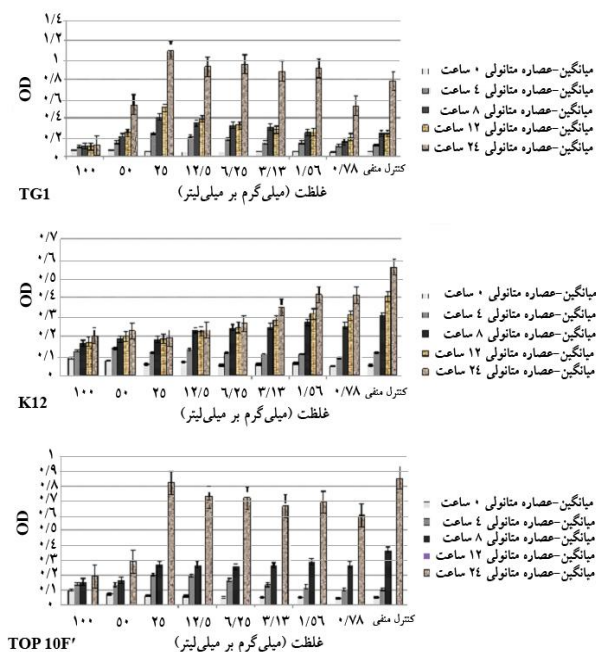 OD
۱/۴
۱/۲
۱
۰/۸
۰/۶
۰/۴
۰/۲
۰
۱۰۰ ۵۰ ۲۵ ۱۲/۵ ۶/۲۵ ۳/۱۳ ۱/۵۶ ۰/۷۸ کنترل منفی
غلظت (میلی‌گرم بر میلی‌لیتر)
TG1
میانگین-عصاره متانولی ۰ ساعت
میانگین-عصاره متانولی ۴ ساعت
میانگین-عصاره متانولی ۸ ساعت
میانگین-عصاره متانولی ۱۲ ساعت
میانگین-عصاره متانولی ۲۴ ساعت
OD
۰/۷
۰/۶
۰/۵
۰/۴
۰/۳
۰/۲
۰/۱
۰
۱۰۰ ۵۰ ۲۵ ۱۲/۵ ۶/۲۵ ۳/۱۳ ۱/۵۶ ۰/۷۸ کنترل منفی
غلظت (میلی‌گرم بر میلی‌لیتر)
K12
میانگین-عصاره متانولی ۰ ساعت
میانگین-عصاره متانولی ۴ ساعت
میانگین-عصاره متانولی ۸ ساعت
میانگین-عصاره متانولی ۱۲ ساعت
میانگین-عصاره متانولی ۲۴ ساعت
OD
۱
۰/۹
۰/۸
۰/۷
۰/۶
۰/۵
۰/۴
۰/۳
۰/۲
۰/۱
۰
۱۰۰ ۵۰ ۲۵ ۱۲/۵ ۶/۲۵ ۳/۱۳ ۱/۵۶ ۰/۷۸ کنترل منفی
غلظت (میلی‌گرم بر میلی‌لیتر)
TOP 10F′
میانگین-عصاره متانولی ۰ ساعت
میانگین-عصاره متانولی ۴ ساعت
میانگین-عصاره متانولی ۸ ساعت
میانگین-عصاره متانولی ۱۲ ساعت
میانگین-عصاره متانولی ۲۴ ساعت